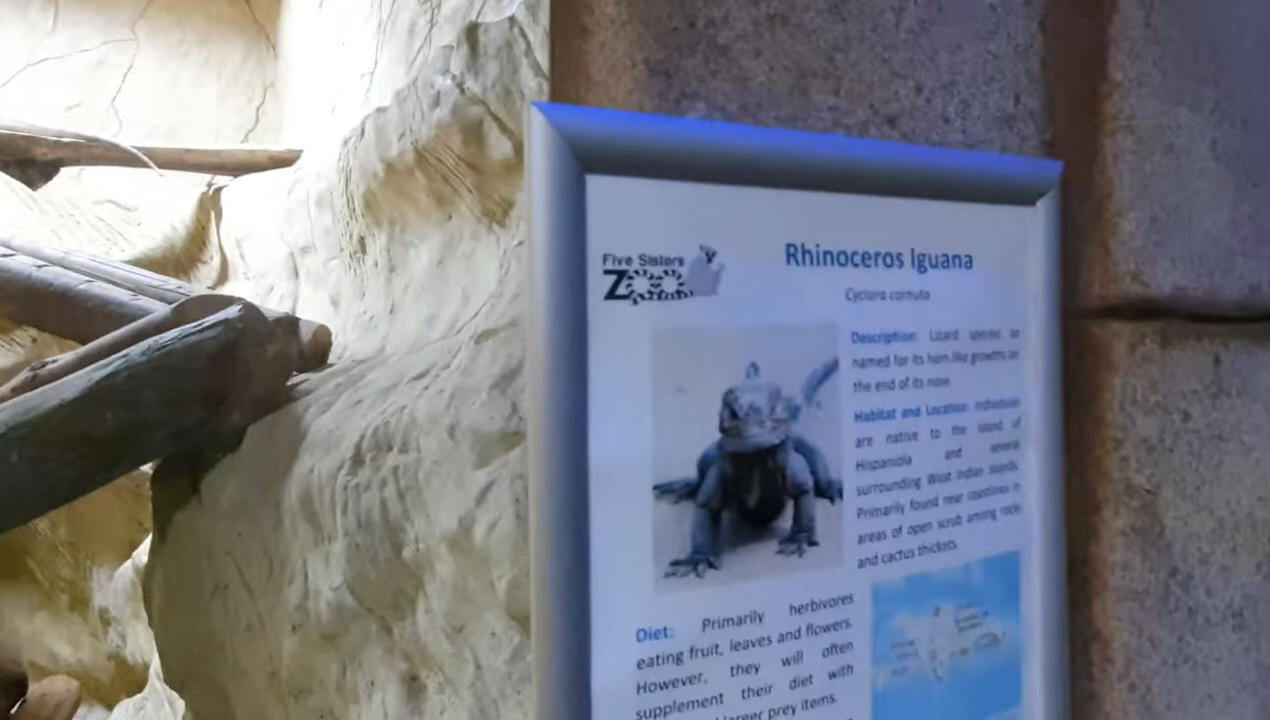 Five Sisters
ZOO
Rhinoceros Iguana
Cyclura cornuta
Description: Lizard species so
named for its horn-like growths on
the end of its nose.
Habitat and Location: Individuals
are native to the island of
Hispaniola and several
surrounding West Indian islands.
Primarily found near coastlines in
areas of open scrub among rocks
and cactus thickets.
Diet: Primarily herbivores
eating fruit, leaves and flowers.
However, they will often
supplement their diet with
larger prey items.